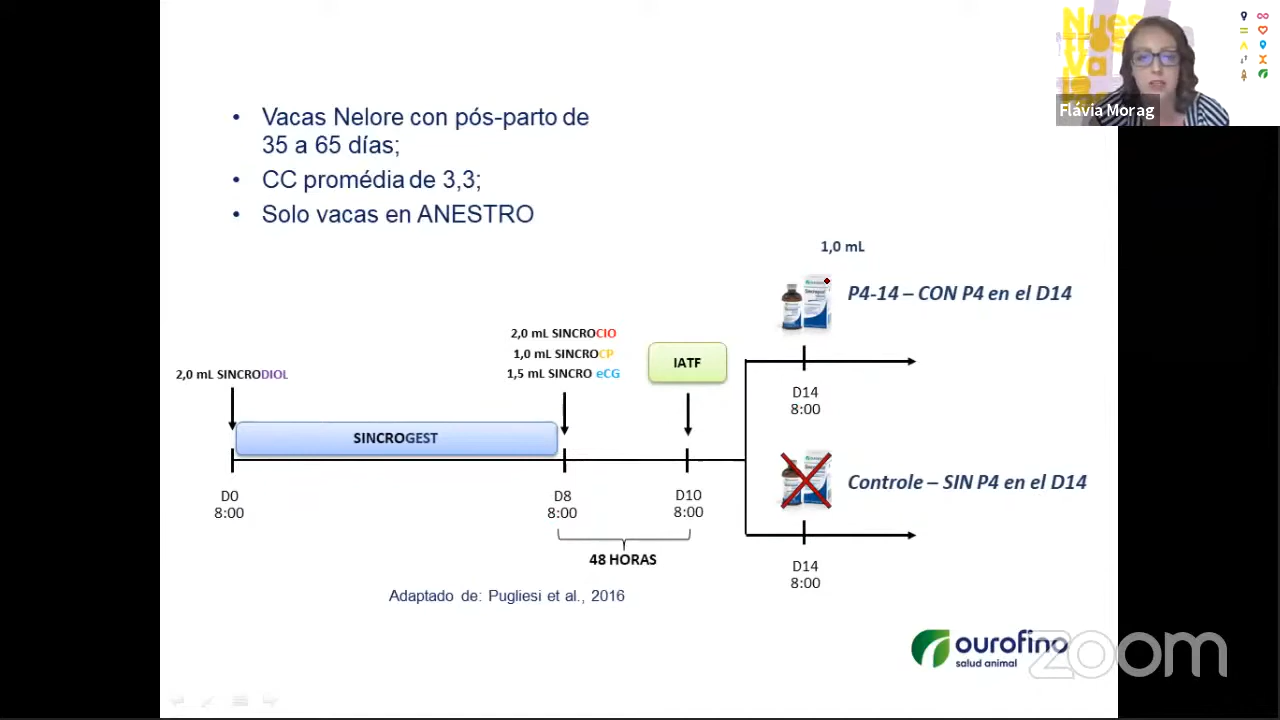 Flávia Morag
• Vacas Nelore con pós-parto de
35 a 65 días;
• CC promédia de 3,3;
• Solo vacas en ANESTRO
1,0 mL
P4-14 – CON P4 en el D14
2,0 mL SINCROCIO
1,0 mL SINCROCP
1,5 mL SINCRO eCG
IATF
2,0 mL SINCRODIOL
D14
8:00
SINCROGEST
Controle – SIN P4 en el D14
D0
8:00
D8
8:00
D10
8:00
48 HORAS
D14
8:00
Adaptado de: Pugliesi et al., 2016
ourofino
salud animal
zoom